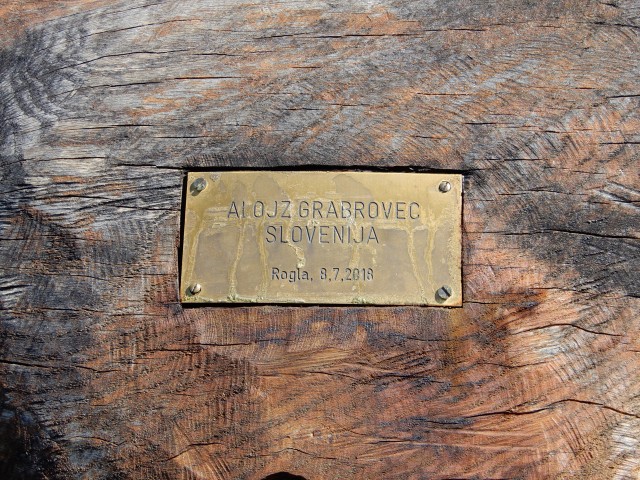 ALOJZ GRABROVEC
SLOVENIJA
Rogla, 8.7.2018